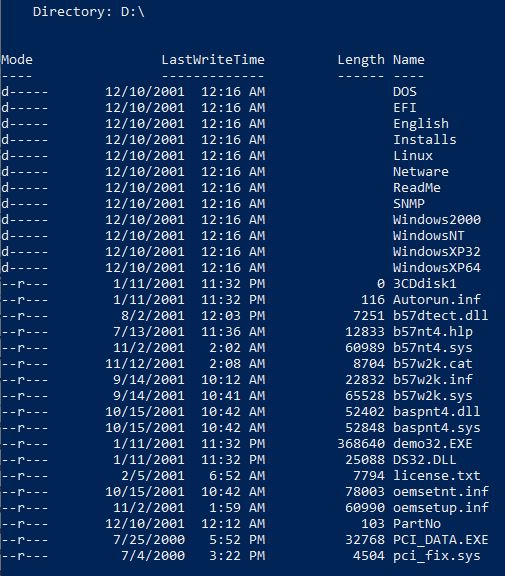 Directory: D:\
Mode LastWriteTime Length Name
---- ------------- ------ ----
d----- 12/10/2001 12:16 AM DOS
d----- 12/10/2001 12:16 AM EFI
d----- 12/10/2001 12:16 AM English
d----- 12/10/2001 12:16 AM Installs
d----- 12/10/2001 12:16 AM Linux
d----- 12/10/2001 12:16 AM Netware
d----- 12/10/2001 12:16 AM ReadMe
d----- 12/10/2001 12:16 AM SNMP
d----- 12/10/2001 12:16 AM Windows2000
d----- 12/10/2001 12:16 AM WindowsNT
d----- 12/10/2001 12:16 AM WindowsXP32
d----- 12/10/2001 12:16 AM WindowsXP64
--r--- 1/11/2001 11:32 PM 0 3CDdisk1
--r--- 1/11/2001 11:32 PM 116 Autorun.inf
--r--- 8/2/2001 12:03 PM 7251 b57dtect.dll
--r--- 7/13/2001 11:36 PM 12833 b57nt4.hlp
--r--- 11/2/2001 2:02 AM 60989 b57nt4.sys
--r--- 11/12/2001 2:08 AM 8704 b57w2k.cat
--r--- 9/14/2001 10:12 AM 22832 b57w2k.inf
--r--- 9/14/2001 10:41 AM 65528 b57w2k.sys
--r--- 10/15/2001 10:42 AM 52402 baspnt4.dll
--r--- 10/15/2001 10:42 AM 52848 baspnt4.sys
--r--- 1/11/2001 11:32 PM 368640 demo32.EXE
--r--- 1/11/2001 11:32 PM 25088 DS32.DLL
--r--- 2/5/2001 6:52 AM 7794 license.txt
--r--- 10/15/2001 10:42 AM 78003 oemsetnt.inf
--r--- 11/2/2001 1:59 AM 60990 oemsetup.inf
--r--- 12/10/2001 12:12 AM 103 PartNo
--r--- 7/25/2000 5:52 PM 32768 PCI_DATA.EXE
--r--- 7/4/2000 3:22 PM 4504 pci_fix.sys